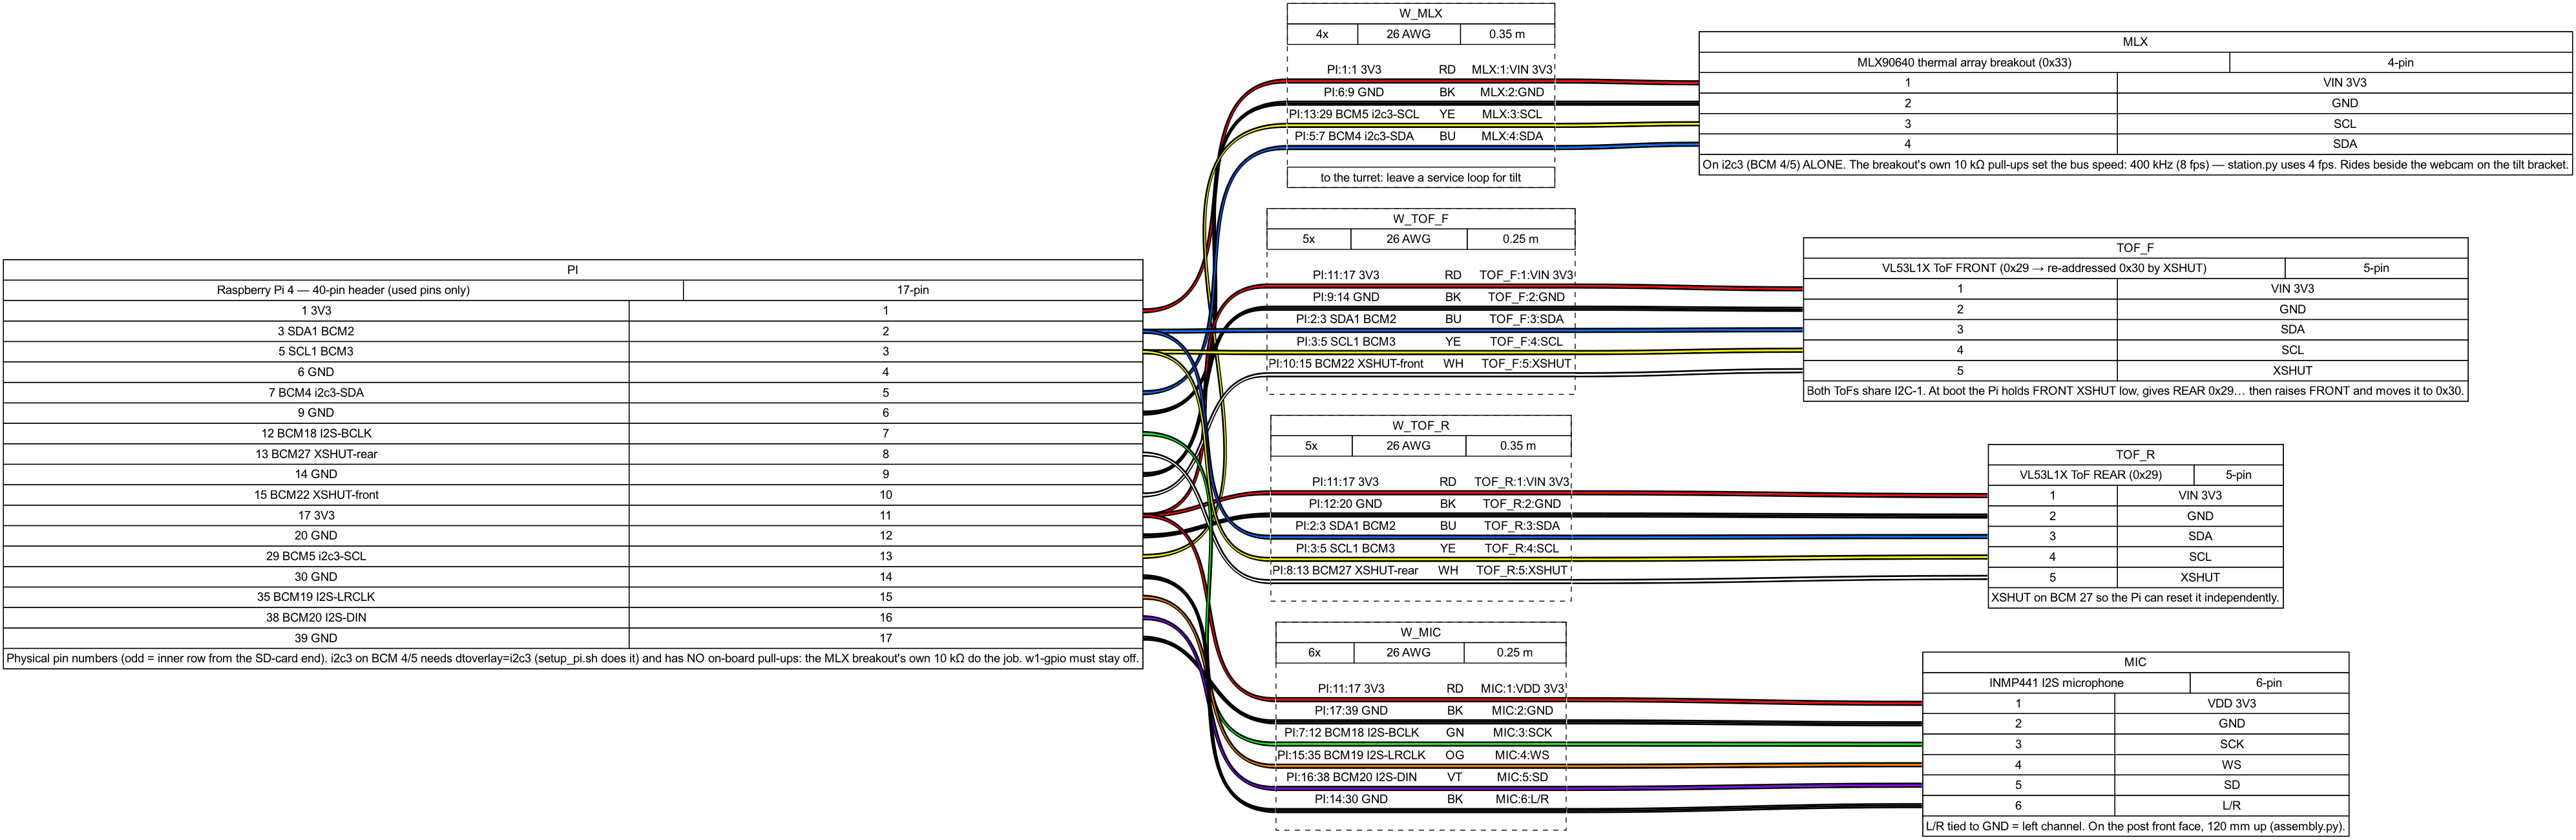 PI
Raspberry Pi 4 — 40-pin header (used pins only) 17-pin
1 3V3 1
3 SDA1 BCM2 2
5 SCL1 BCM3 3
6 GND 4
7 BCM4 i2c3-SDA 5
9 GND 6
12 BCM18 I2S-BCLK 7
13 BCM27 XSHUT-rear 8
14 GND 9
15 BCM22 XSHUT-front 10
17 3V3 11
20 GND 12
29 BCM5 i2c3-SCL 13
30 GND 14
35 BCM19 I2S-LRCLK 15
38 BCM20 I2S-DIN 16
39 GND 17
Physical pin numbers (odd = inner row from the SD-card end). i2c3 on BCM 4/5 needs dtoverlay=i2c3 (setup_pi.sh does it) and has NO on-board pull-ups: the MLX breakout's own 10 kΩ do the job. w1-gpio must stay off.
W_MLX
4x 26 AWG 0.35 m
PI:1:1 3V3 RD MLX:1:VIN 3V3
PI:6:9 GND BK MLX:2:GND
PI:13:29 BCM5 i2c3-SCL YE MLX:3:SCL
PI:5:7 BCM4 i2c3-SDA BU MLX:4:SDA
to the turret: leave a service loop for tilt
W_TOF_F
5x 26 AWG 0.25 m
PI:11:17 3V3 RD TOF_F:1:VIN 3V3
PI:9:14 GND BK TOF_F:2:GND
PI:2:3 SDA1 BCM2 BU TOF_F:3:SDA
PI:3:5 SCL1 BCM3 YE TOF_F:4:SCL
PI:10:15 BCM22 XSHUT-front WH TOF_F:5:XSHUT
W_TOF_R
5x 26 AWG 0.35 m
PI:11:17 3V3 RD TOF_R:1:VIN 3V3
PI:12:20 GND BK TOF_R:2:GND
PI:2:3 SDA1 BCM2 BU TOF_R:3:SDA
PI:3:5 SCL1 BCM3 YE TOF_R:4:SCL
PI:8:13 BCM27 XSHUT-rear WH TOF_R:5:XSHUT
W_MIC
6x 26 AWG 0.25 m
PI:11:17 3V3 RD MIC:1:VDD 3V3
PI:17:39 GND BK MIC:2:GND
PI:7:12 BCM18 I2S-BCLK GN MIC:3:SCK
PI:15:35 BCM19 I2S-LRCLK OG MIC:4:WS
PI:16:38 BCM20 I2S-DIN VT MIC:5:SD
PI:14:30 GND BK MIC:6:L/R
MLX
MLX90640 thermal array breakout (0x33) 4-pin
1 VIN 3V3
2 GND
3 SCL
4 SDA
On i2c3 (BCM 4/5) ALONE. The breakout's own 10 kΩ pull-ups set the bus speed: 400 kHz (8 fps) — station.py uses 4 fps. Rides beside the webcam on the tilt bracket.
TOF_F
VL53L1X ToF FRONT (0x29 → re-addressed 0x30 by XSHUT) 5-pin
1 VIN 3V3
2 GND
3 SDA
4 SCL
5 XSHUT
Both ToFs share I2C-1. At boot the Pi holds FRONT XSHUT low, gives REAR 0x29… then raises FRONT and moves it to 0x30.
TOF_R
VL53L1X ToF REAR (0x29) 5-pin
1 VIN 3V3
2 GND
3 SDA
4 SCL
5 XSHUT
XSHUT on BCM 27 so the Pi can reset it independently.
MIC
INMP441 I2S microphone 6-pin
1 VDD 3V3
2 GND
3 SCK
4 WS
5 SD
6 L/R
L/R tied to GND = left channel. On the post front face, 120 mm up (assembly.py).